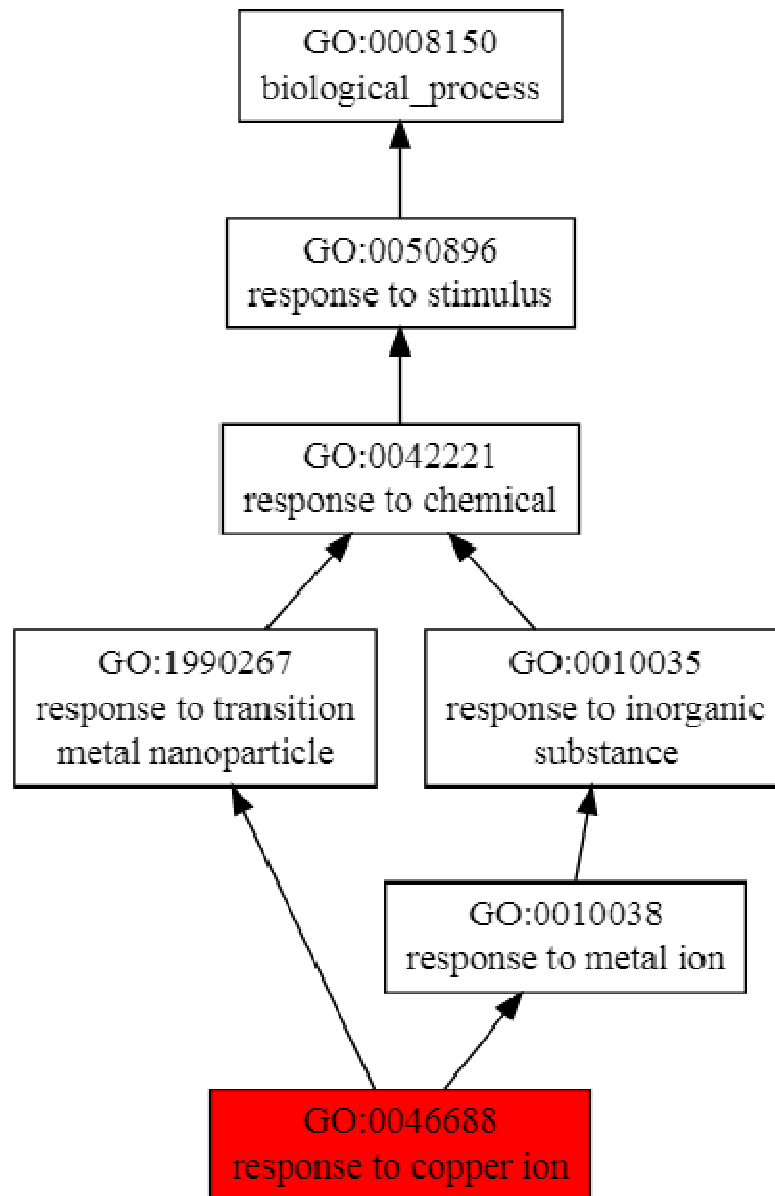 GO:0008150
biological_process
GO:0050896
response to stimulus
GO:0042221
response to chemical
GO:1990267
response to transition
metal nanoparticle
GO:0010035
response to inorganic
substance
GO:0010038
response to metal ion
GO:0046688
response to copper ion